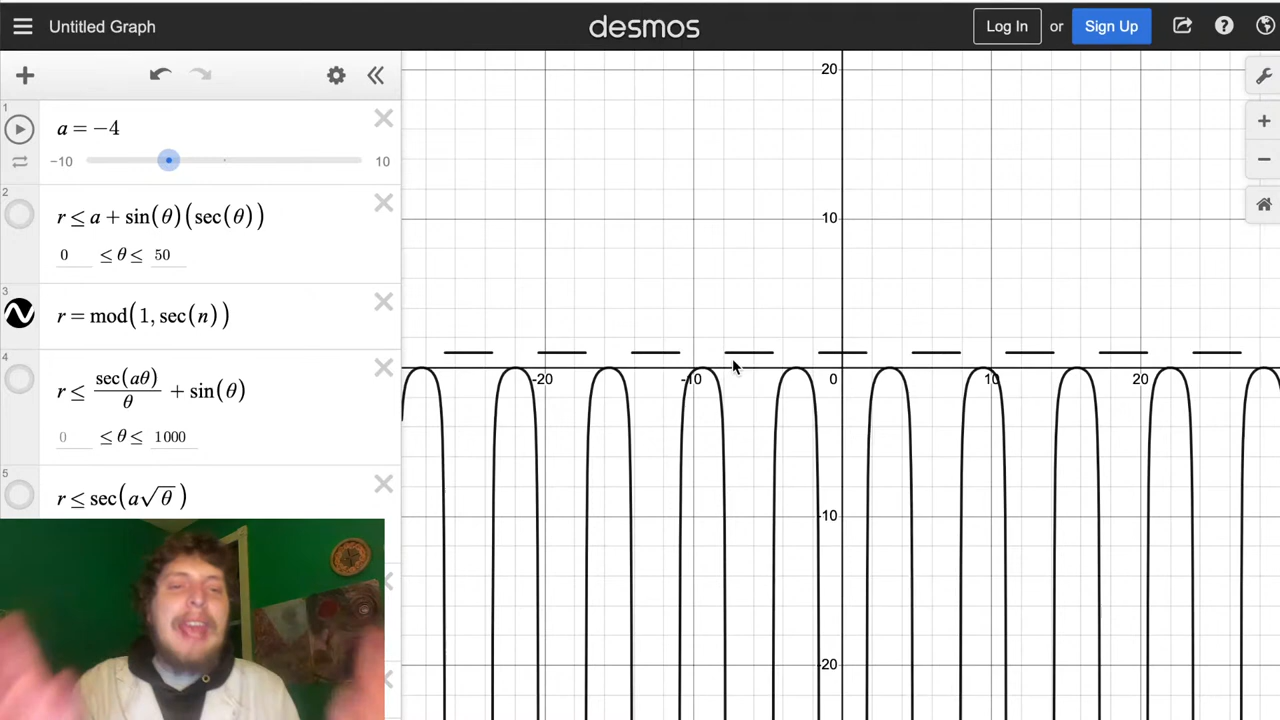 Untitled Graph
desmos
Log In or Sign Up
1
a = −4
−10
10
2
r ≤ a + sin(θ)(sec(θ))
0 ≤ θ ≤ 50
3
r = mod(1, sec(n))
4
r ≤ sec(aθ)/θ + sin(θ)
0 ≤ θ ≤ 1000
5
r ≤ sec(a√θ)
20
10
-20
-10
0
10
20
-10
-20